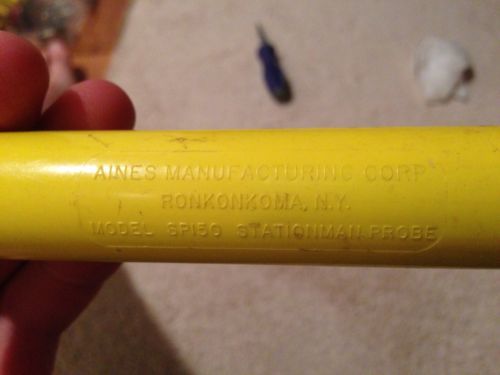 AINES MANUFACTURING CORP
RONKONKOMA, N.Y.
MODEL SP150 STATIONMAN PROBE